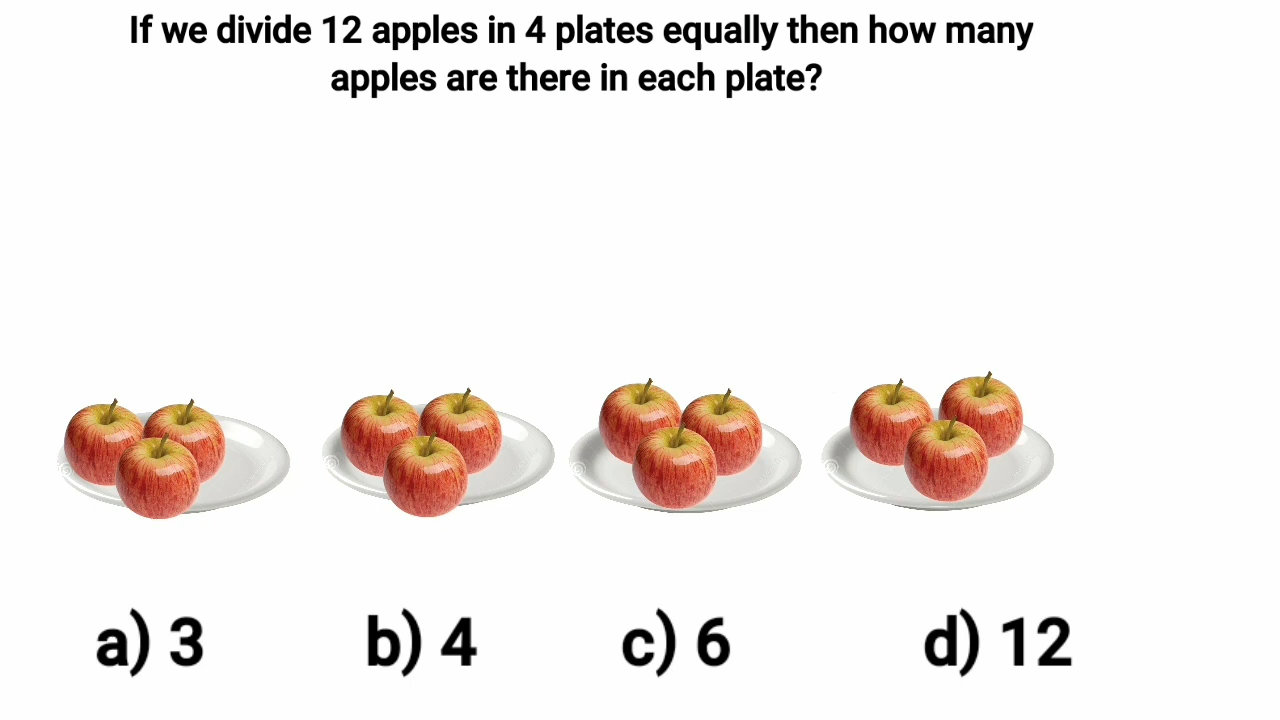 If we divide 12 apples in 4 plates equally then how many
apples are there in each plate?
a) 3 b) 4 c) 6 d) 12